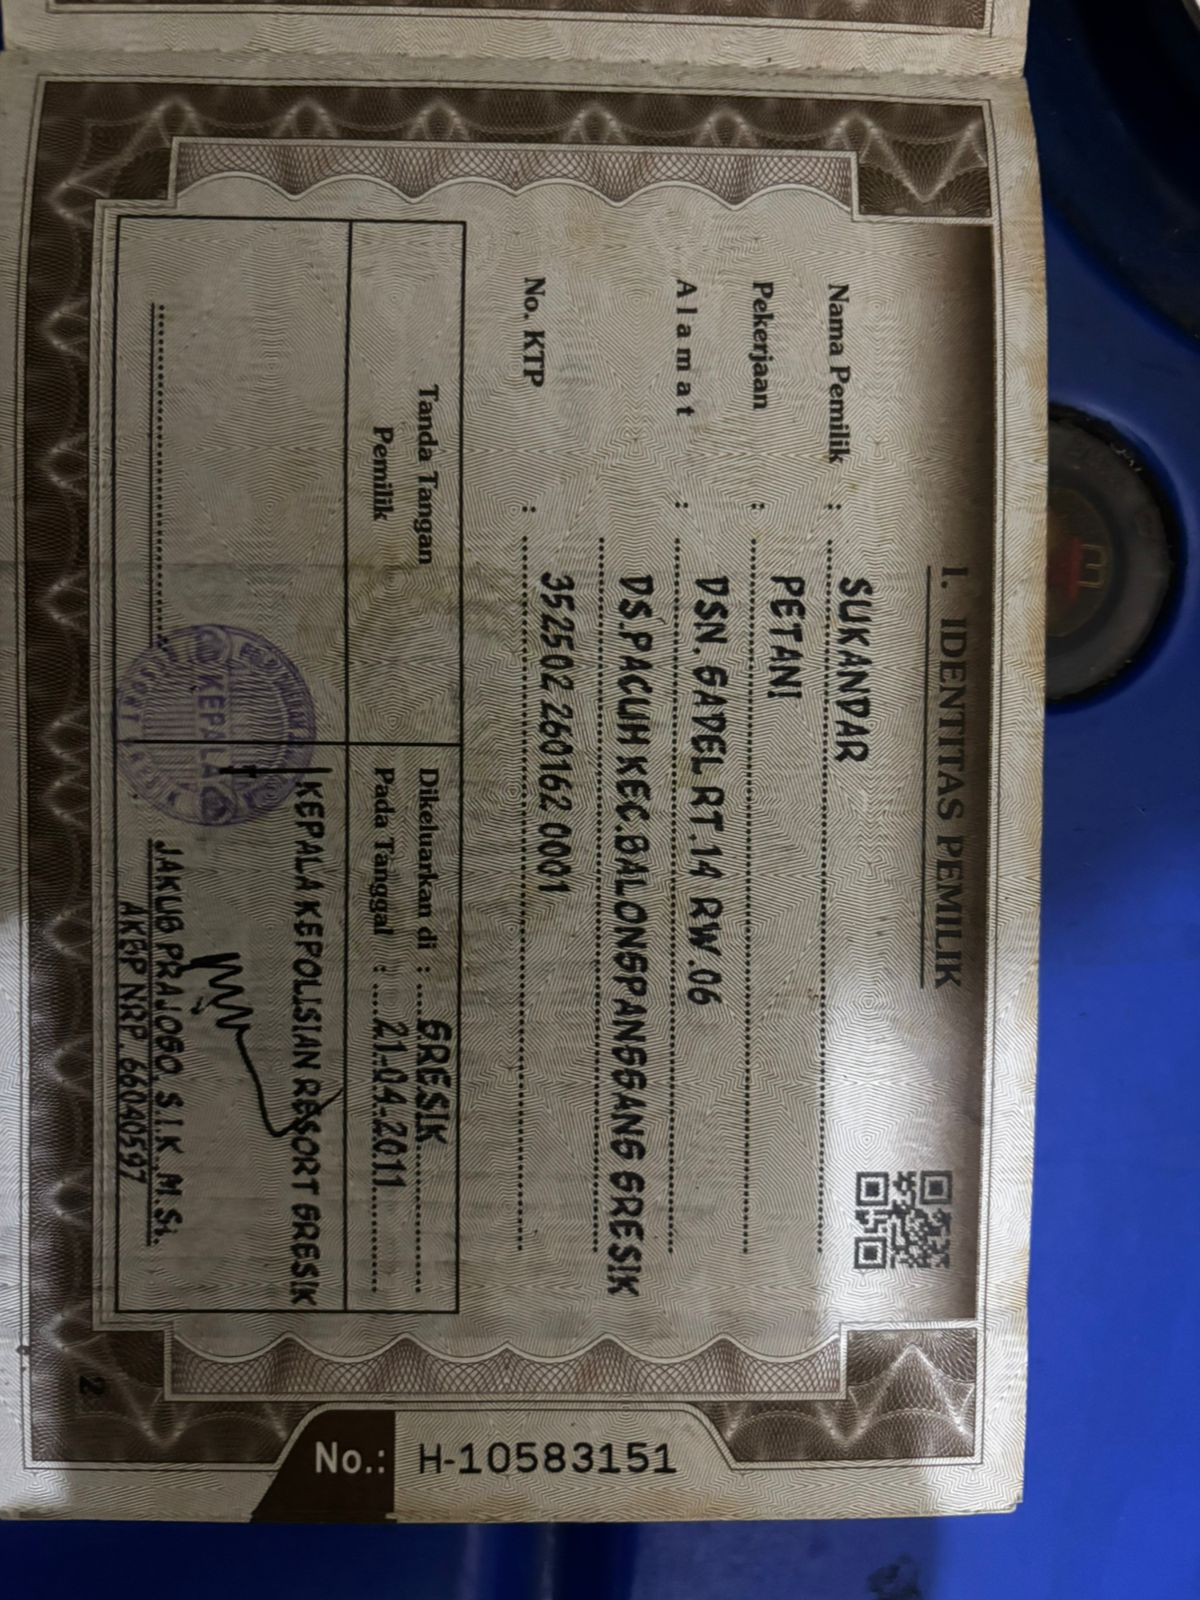 I. IDENTITAS PEMILIK
Nama Pemilik : SUKANDAR
Pekerjaan : PETANI
Alamat : DSN. GADEL RT.14 RW.06
DS.PACUH KEC.BALONGPANGGANG GRESIK
No. KTP : 352502 260162 0001
Tanda Tangan
Pemilik
Dikeluarkan di : GRESIK
Pada Tanggal : 21-04-2011
KEPALA KEPOLISIAN RESORT GRESIK
KEPALA
JAKUB PRAJOGO, S.I.K, M.Si.
AKBP NRP. 66040597
2
No.: H-10583151